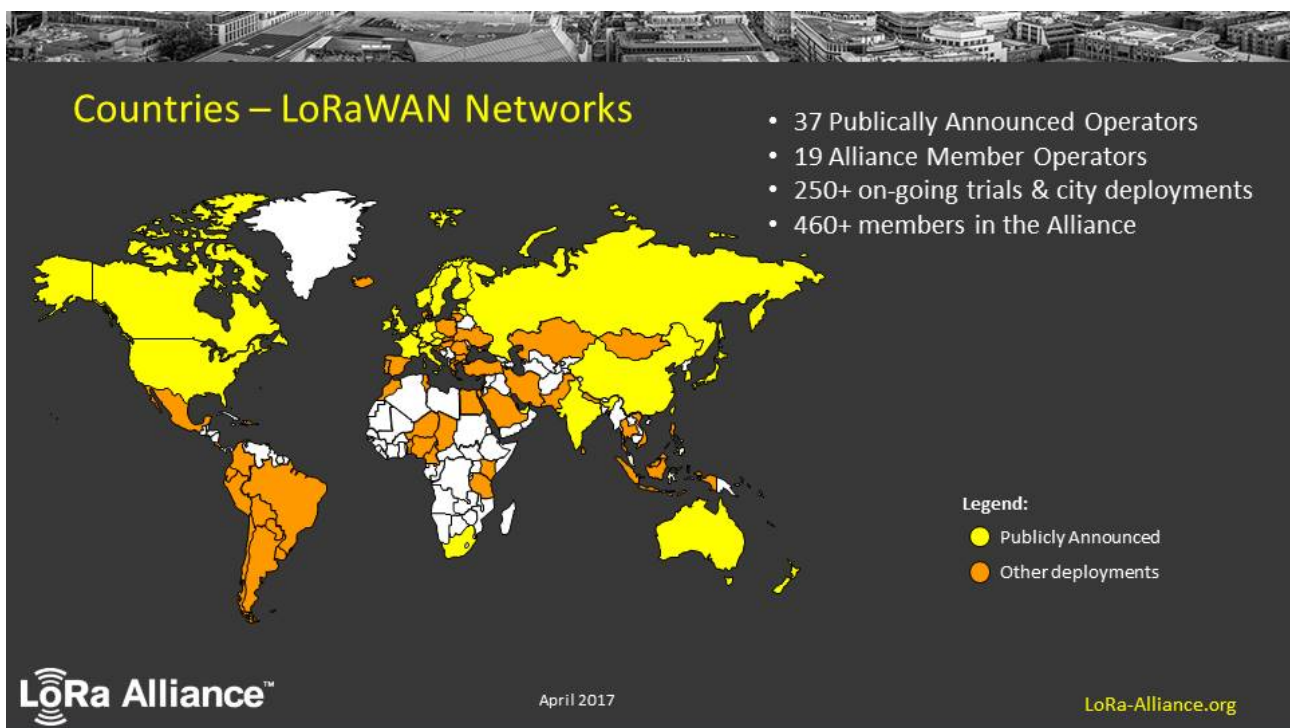 Countries – LoRaWAN Networks
• 37 Publically Announced Operators
• 19 Alliance Member Operators
• 250+ on-going trials & city deployments
• 460+ members in the Alliance
Legend:
Publicly Announced
Other deployments
LoRa Alliance™
April 2017
LoRa-Alliance.org